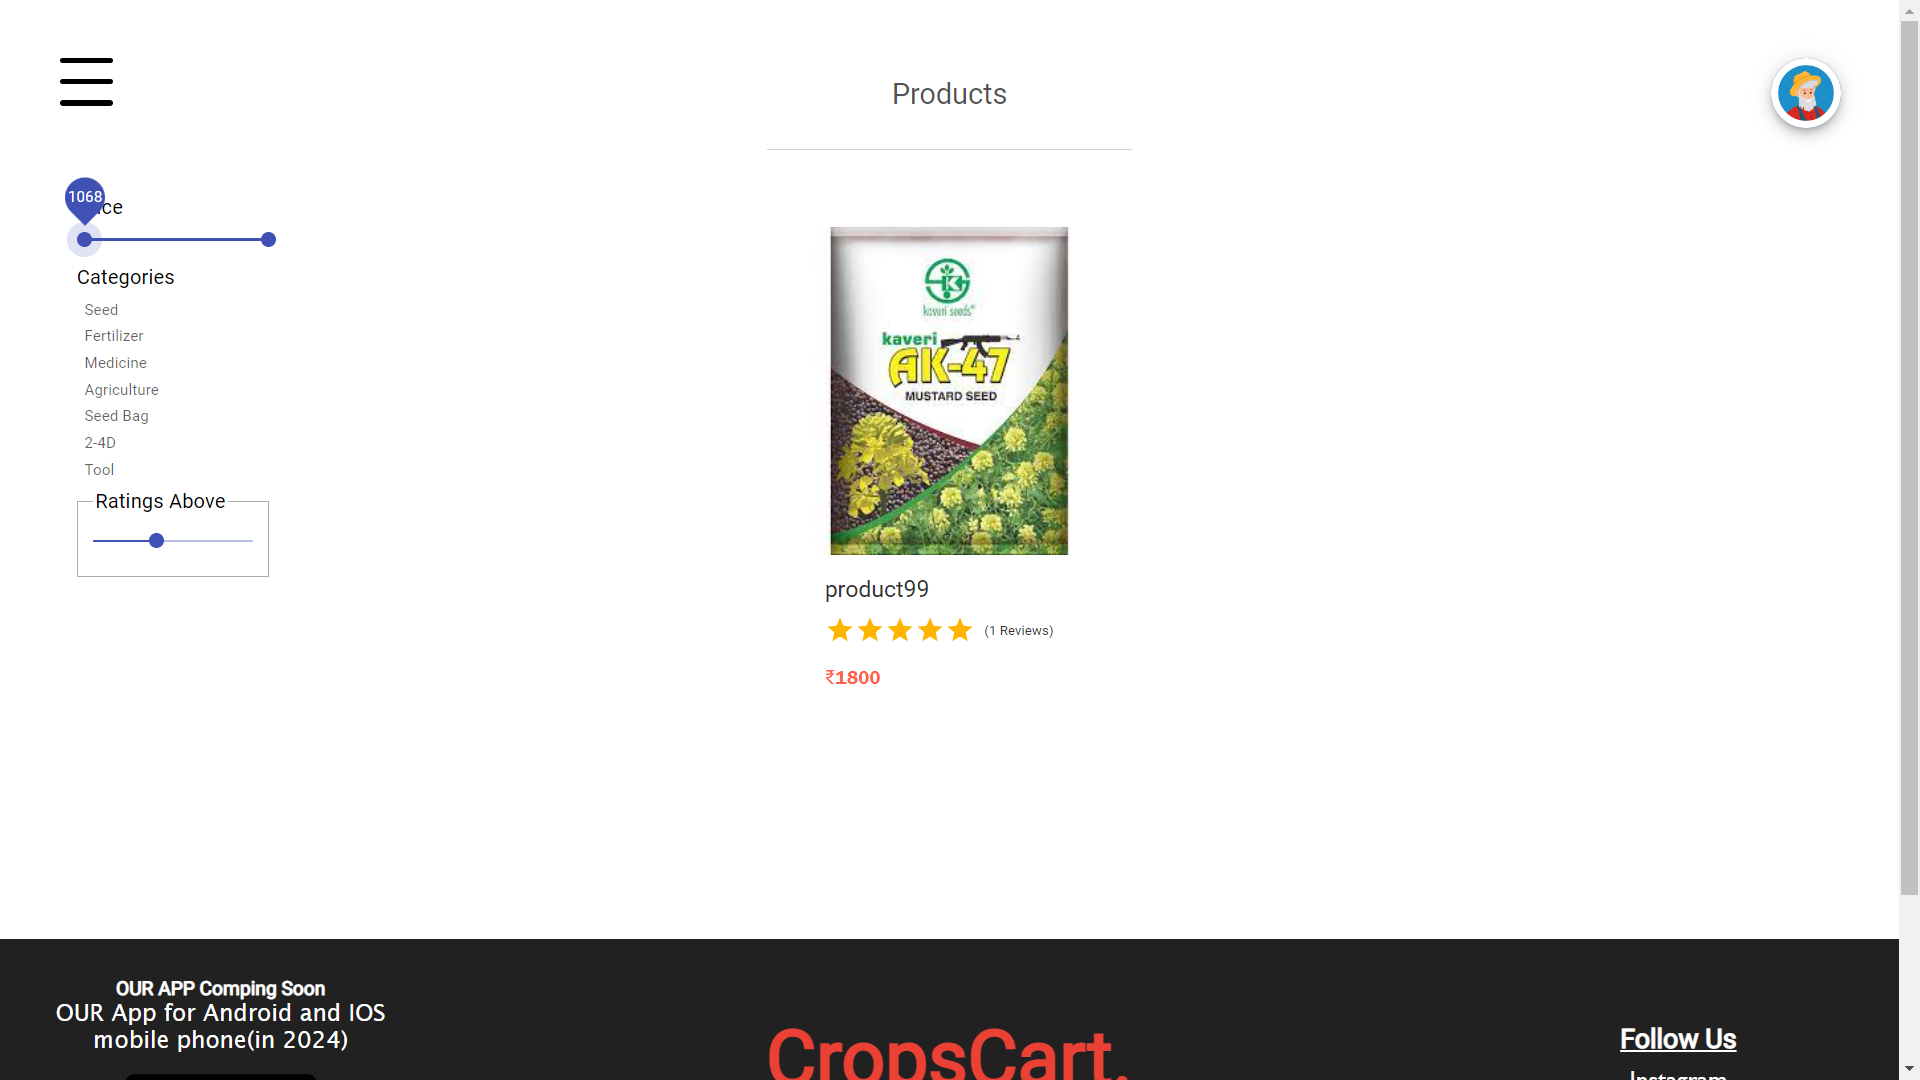 Products
1068
ice
Categories
Seed
Fertilizer
Medicine
Agriculture
Seed Bag
2-4D
Tool
Ratings Above
kaveri seeds
kaveri
AK-47
MUSTARD SEED
product99
(1 Reviews)
₹1800
OUR APP Comping Soon
OUR App for Android and IOS
mobile phone(in 2024)
CropsCart.
Follow Us
Instagram